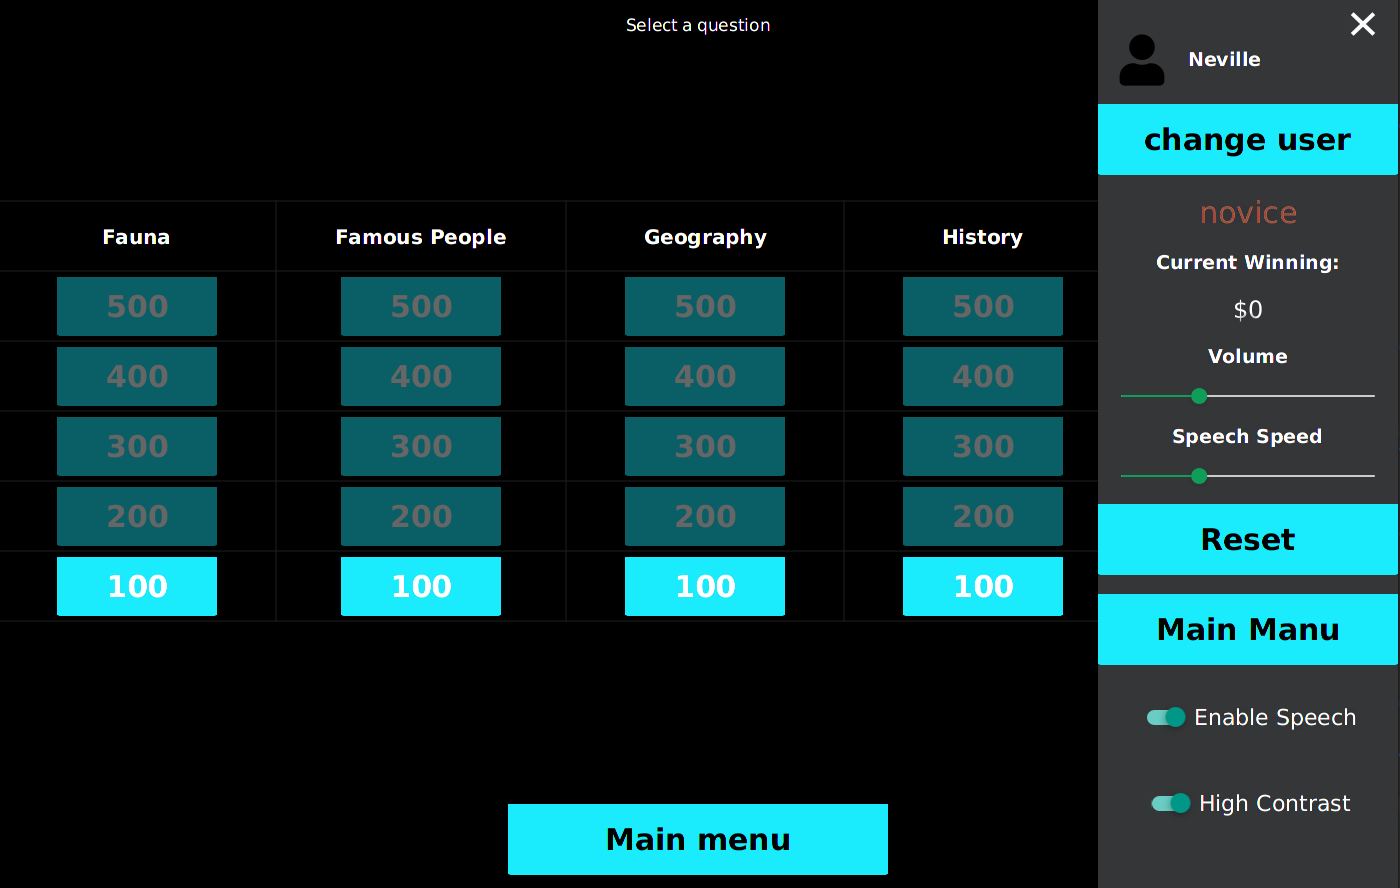 Select a question
Fauna Famous People Geography History
500 500 500 500
400 400 400 400
300 300 300 300
200 200 200 200
100 100 100 100
Main menu
Neville
change user
novice
Current Winning:
$0
Volume
Speech Speed
Reset
Main Manu
Enable Speech
High Contrast